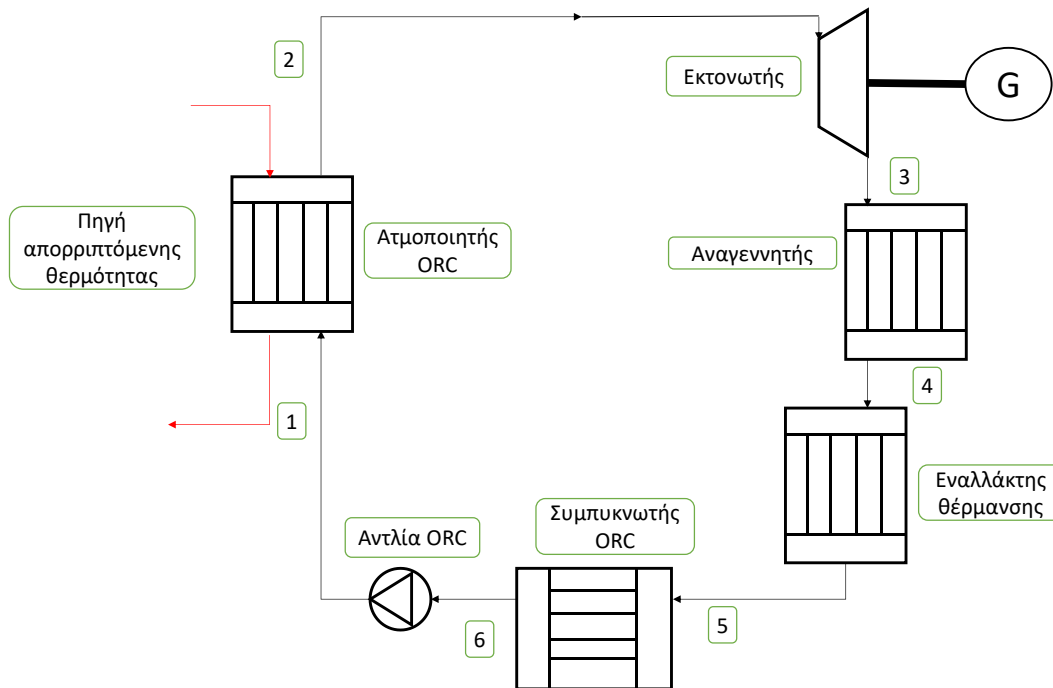 2
Εκτονωτής
G
3
Πηγή
απορριπτόμενης
θερμότητας
Ατμοποιητής
ORC
Αναγεννητής
4
1
Εναλλάκτης
θέρμανσης
Συμπυκνωτής
ORC
Αντλία ORC
5
6